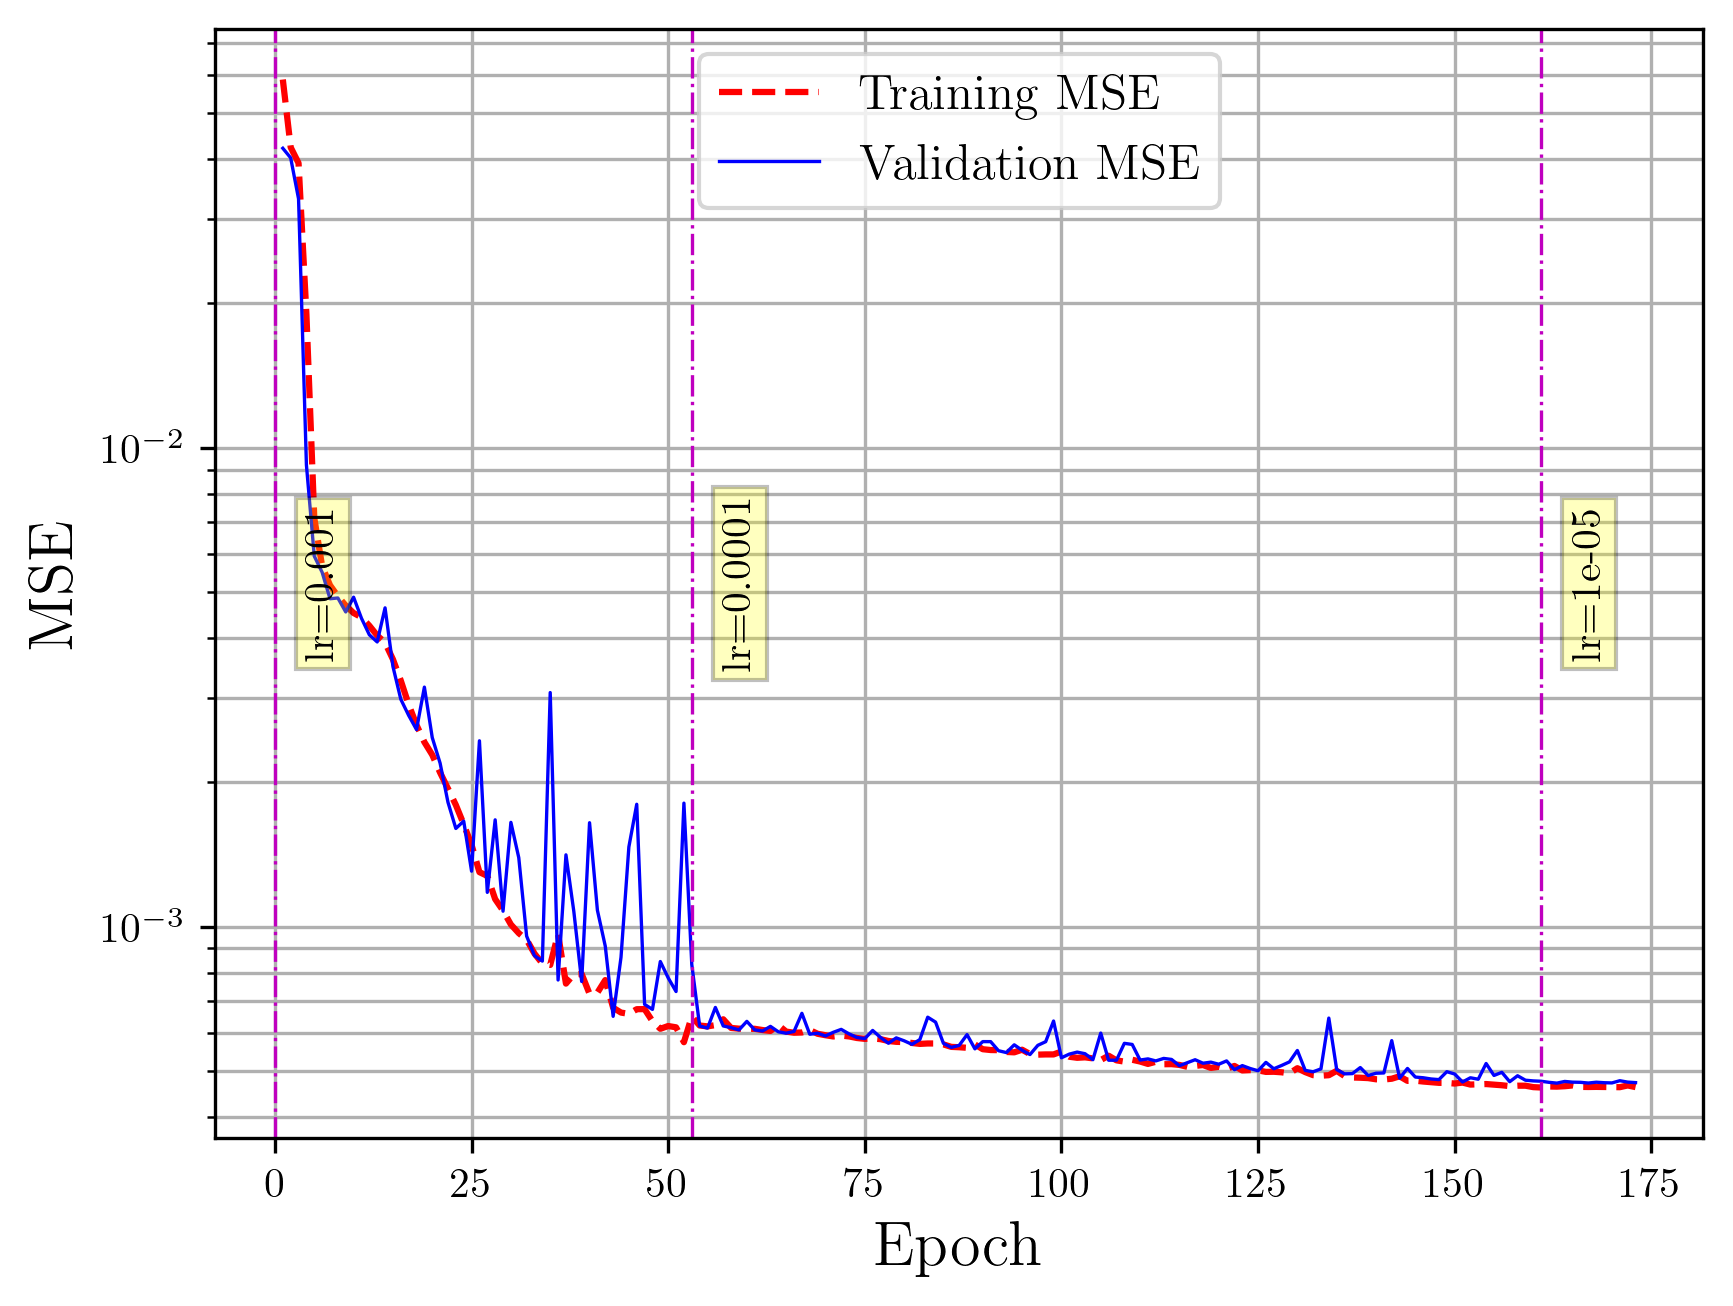 Training MSE
Validation MSE
MSE
10⁻²
10⁻³
lr=0.001
lr=0.0001
lr=1e-05
0 25 50 75 100 125 150 175
Epoch